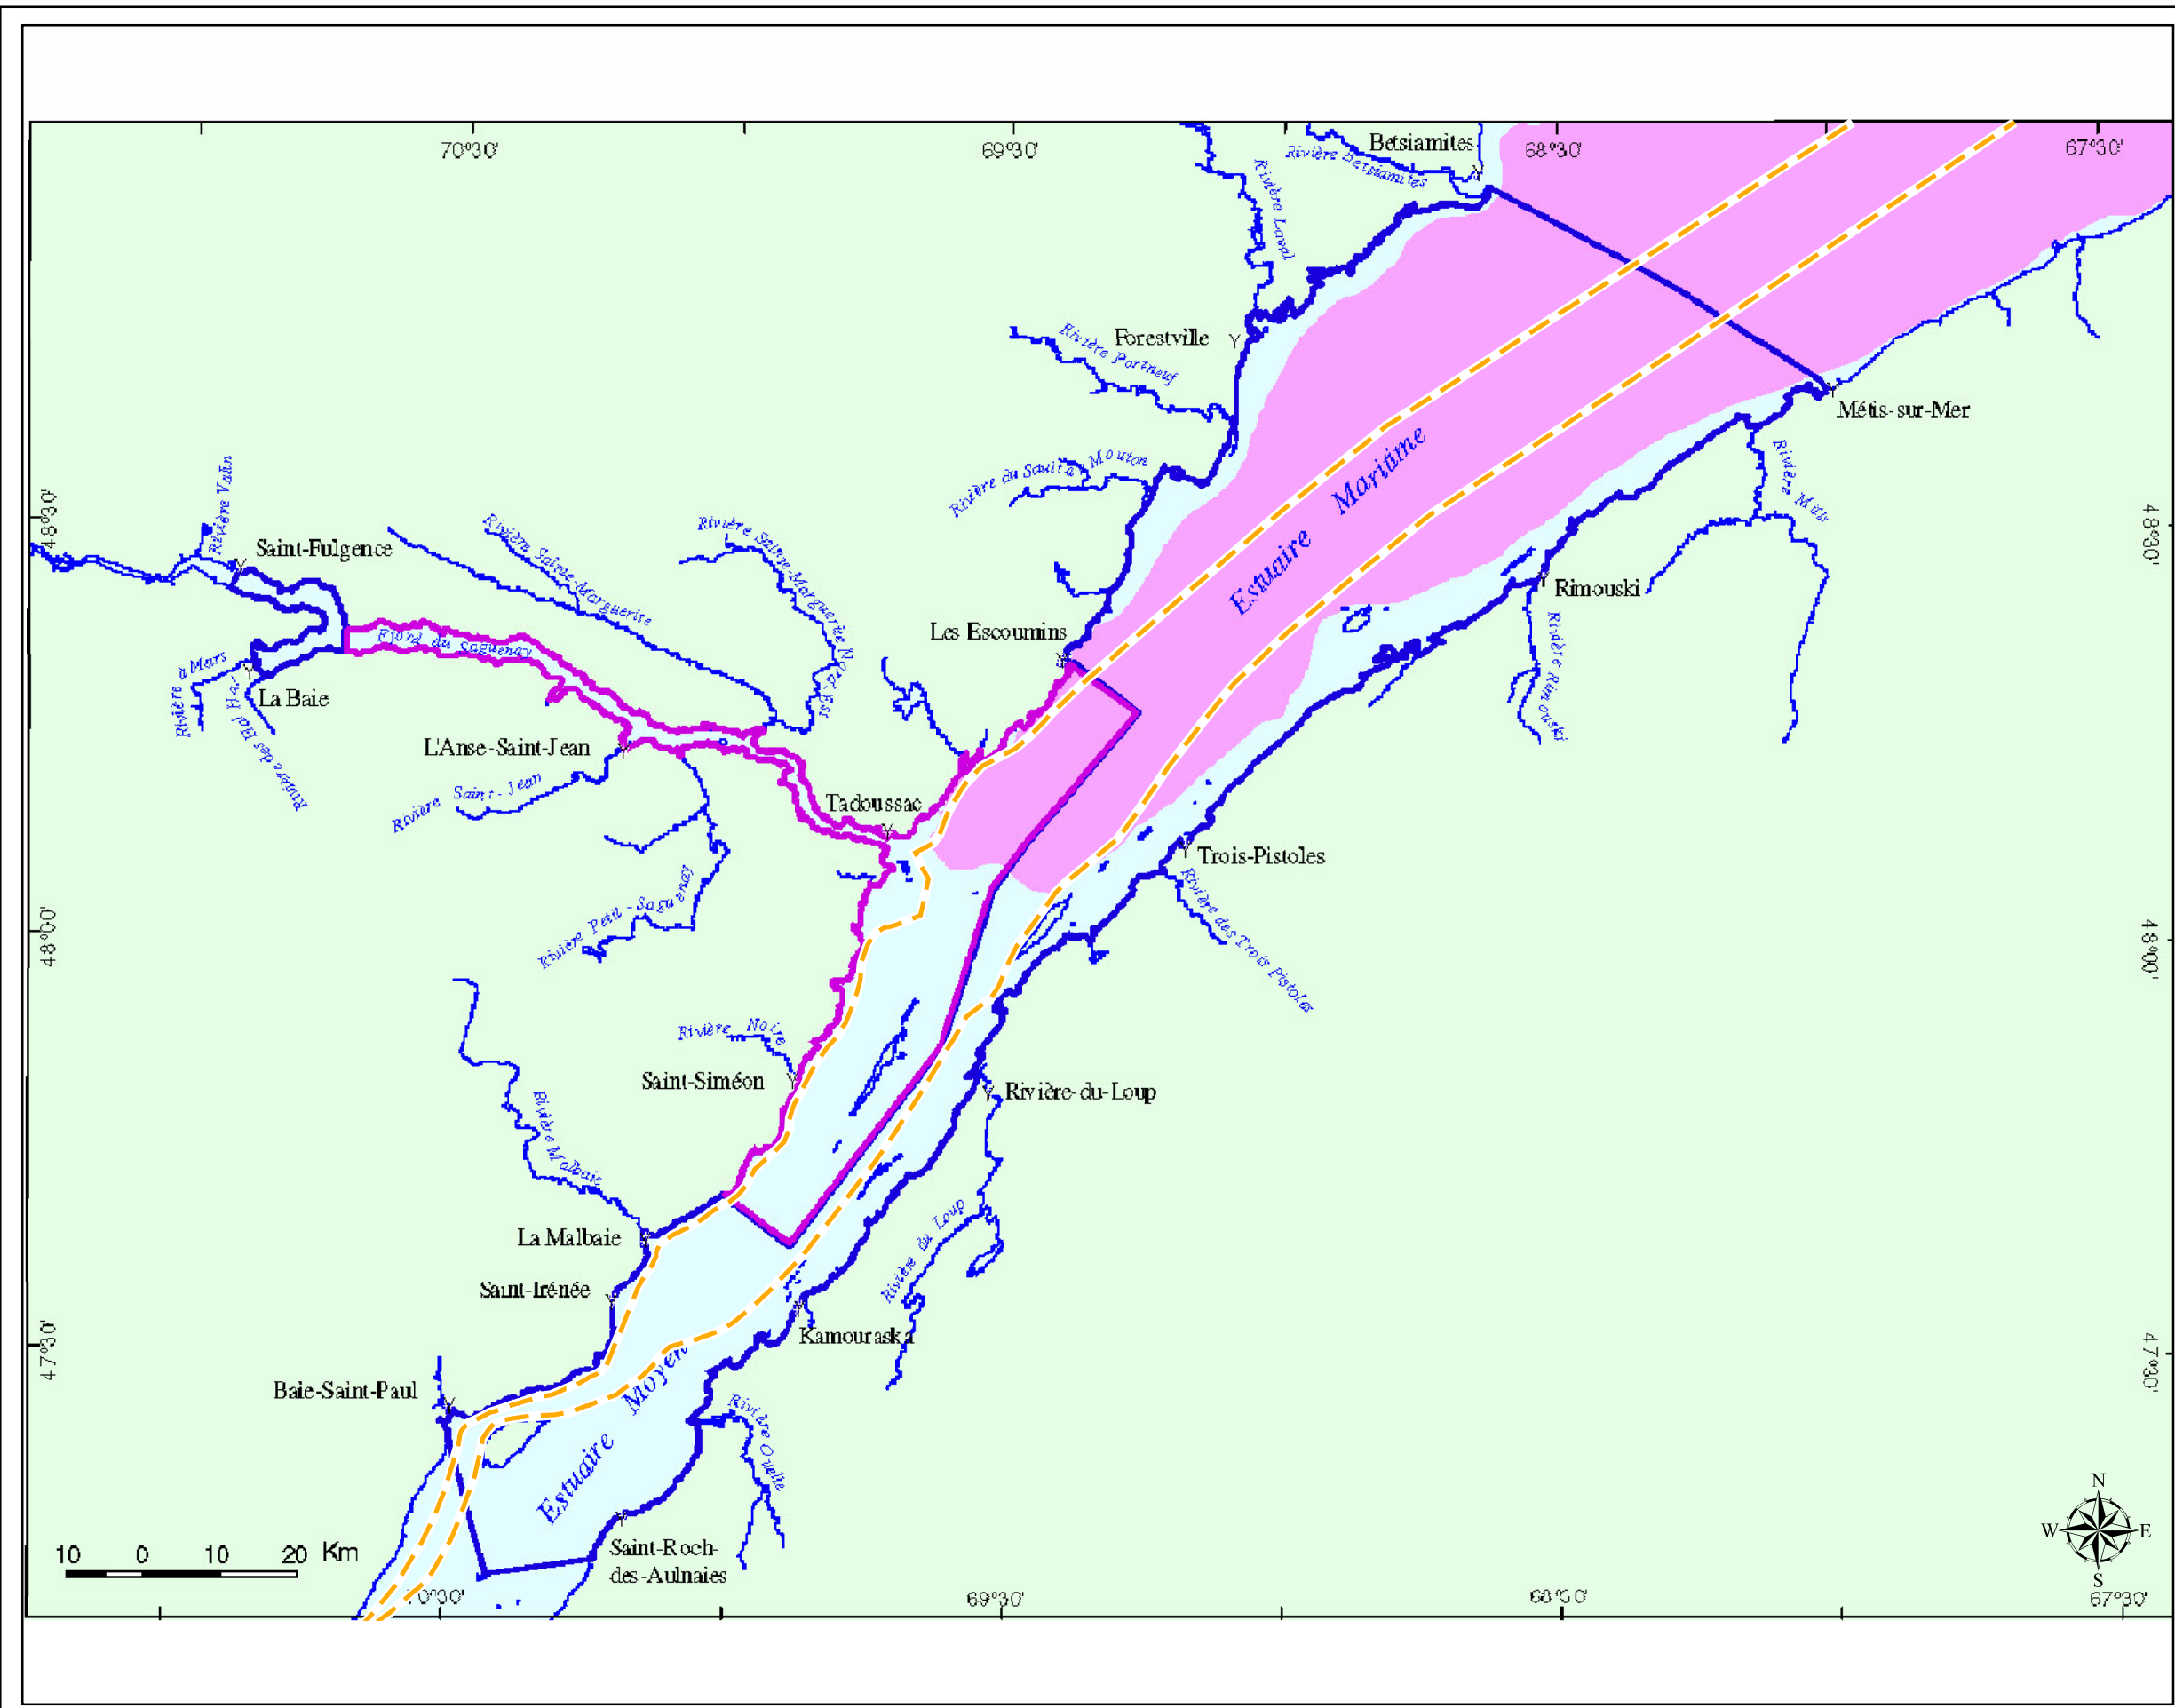 70°30'
69°30'
68°30'
67°30'
Betsiamites
Rivière Betsiamites
Rivière Laval
Forestville
Rivière Portneuf
Métis-sur-Mer
Rivière Mitis
Rivière du Sault à Mouton
48°30'
48°30'
Rivière Valin
Saint-Fulgence
Rivière Sainte-Marguerite
Rivière Sainte-Marguerite Nord-Est
Estuaire Maritime
Rimouski
Rivière Rimouski
Les Escoumins
Fjord du Saguenay
Rivière à Mars
La Baie
Rivière des Ha! Ha!
L'Anse-Saint-Jean
Rivière Saint-Jean
Tadoussac
Trois-Pistoles
Rivière des Trois Pistoles
Rivière Petit-Saguenay
48°00'
48°00'
Rivière Noire
Saint-Siméon
Rivière-du-Loup
Rivière Malbaie
Rivière du Loup
La Malbaie
Saint-Irénée
Kamouraska
47°30'
47°30'
Baie-Saint-Paul
Estuaire Moyen
Rivière Ouelle
Saint-Roch-
des-Aulnaies
10 0 10 20 Km
N
W E
S
70°30'
69°30'
68°30'
67°30'